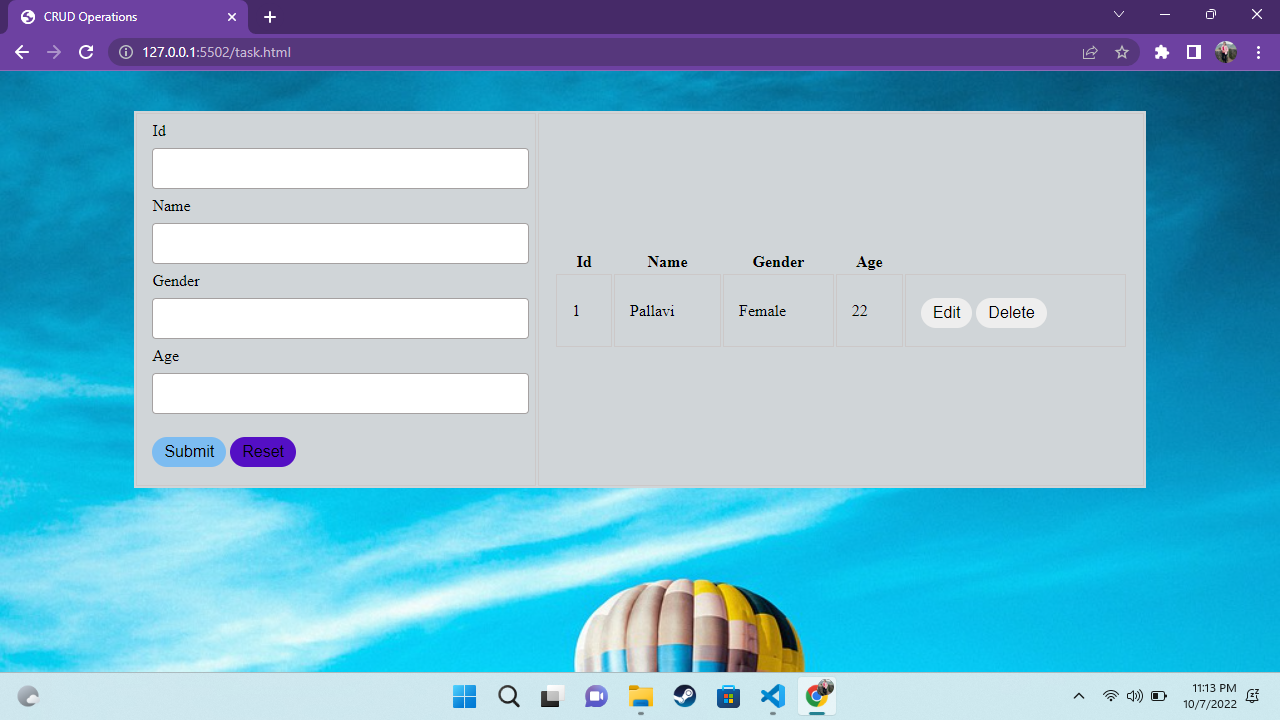 CRUD Operations
127.0.0.1:5502/task.html
Id
Name
Gender
Age
Submit Reset
Id Name Gender Age
1 Pallavi Female 22 Edit Delete
11:13 PM
10/7/2022